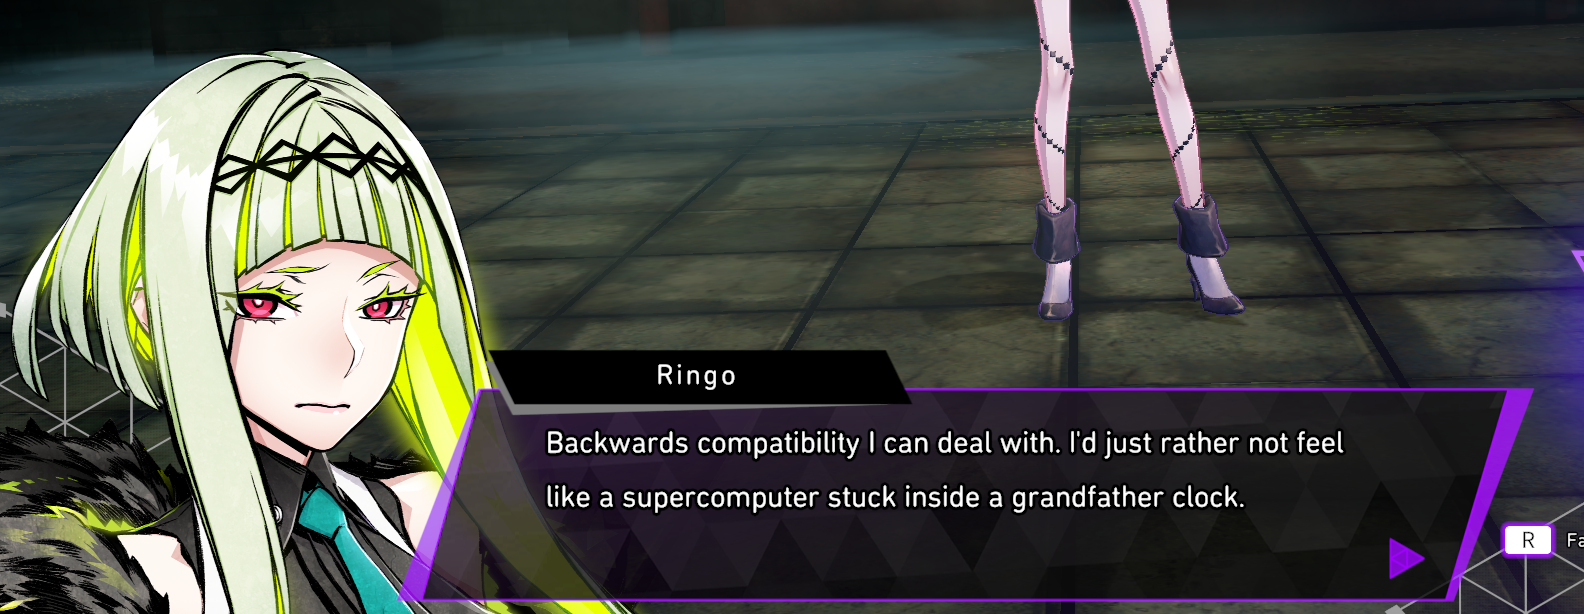 Ringo
Backwards compatibility I can deal with. I'd just rather not feel
like a supercomputer stuck inside a grandfather clock.
R